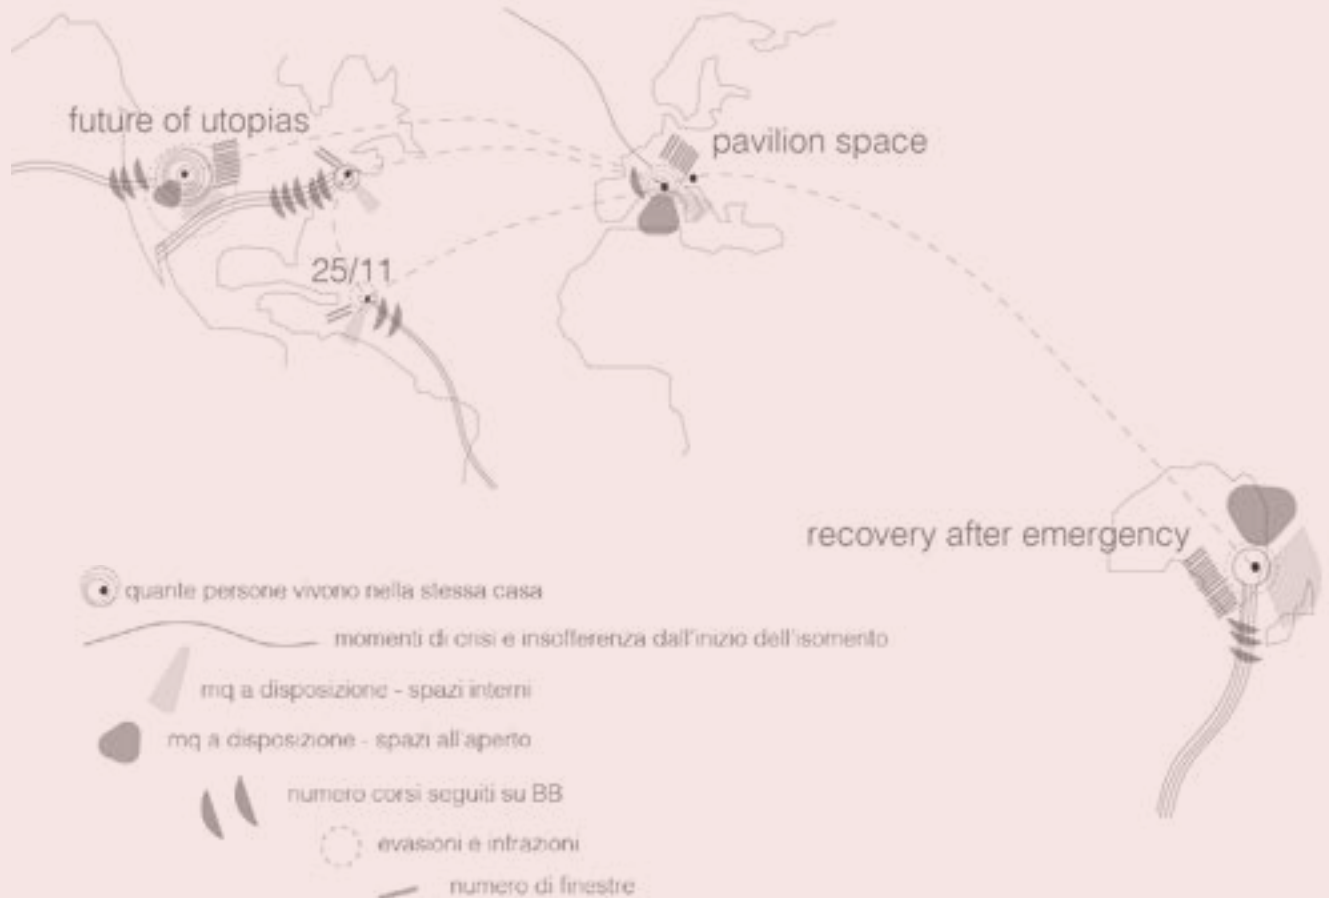 future of utopias
pavilion space
25/11
recovery after emergency
quante persone vivono nella stessa casa
momenti di crisi e insofferenza dall'inizio dell'isomento
mq a disposizione - spazi interni
mq a disposizione - spazi all'aperto
numero corsi seguiti su BB
evasioni e infrazioni
numero di finestre